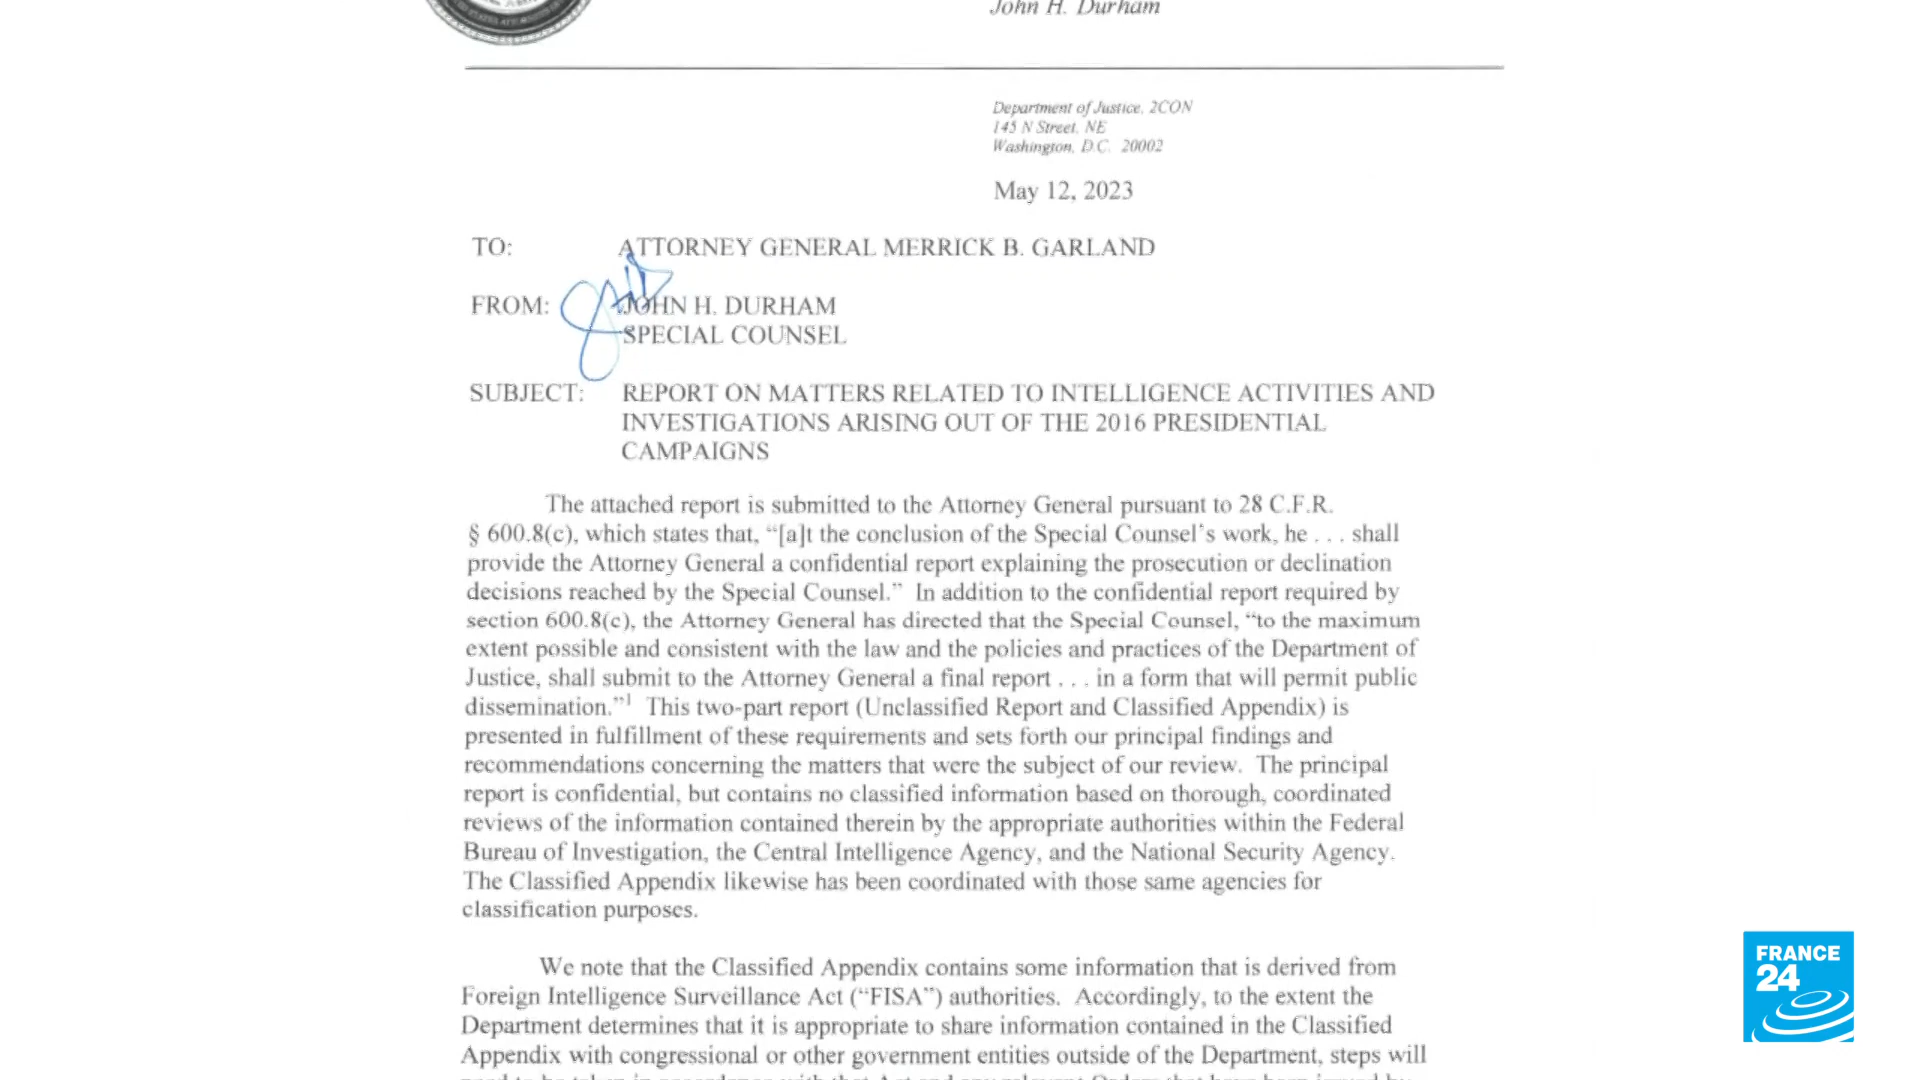 John H. Durham
Department of Justice, 2CON
145 N Street, NE
Washington, D.C. 20002
May 12, 2023
TO: ATTORNEY GENERAL MERRICK B. GARLAND
FROM: JOHN H. DURHAM
SPECIAL COUNSEL
SUBJECT: REPORT ON MATTERS RELATED TO INTELLIGENCE ACTIVITIES AND
INVESTIGATIONS ARISING OUT OF THE 2016 PRESIDENTIAL
CAMPAIGNS
The attached report is submitted to the Attorney General pursuant to 28 C.F.R.
§ 600.8(c), which states that, “[a]t the conclusion of the Special Counsel’s work, he . . . shall
provide the Attorney General a confidential report explaining the prosecution or declination
decisions reached by the Special Counsel.” In addition to the confidential report required by
section 600.8(c), the Attorney General has directed that the Special Counsel, “to the maximum
extent possible and consistent with the law and the policies and practices of the Department of
Justice, shall submit to the Attorney General a final report . . . in a form that will permit public
dissemination.”1 This two-part report (Unclassified Report and Classified Appendix) is
presented in fulfillment of these requirements and sets forth our principal findings and
recommendations concerning the matters that were the subject of our review. The principal
report is confidential, but contains no classified information based on thorough, coordinated
reviews of the information contained therein by the appropriate authorities within the Federal
Bureau of Investigation, the Central Intelligence Agency, and the National Security Agency.
The Classified Appendix likewise has been coordinated with those same agencies for
classification purposes.
We note that the Classified Appendix contains some information that is derived from
Foreign Intelligence Surveillance Act (“FISA”) authorities. Accordingly, to the extent the
Department determines that it is appropriate to share information contained in the Classified
Appendix with congressional or other government entities outside of the Department, steps will
FRANCE
24